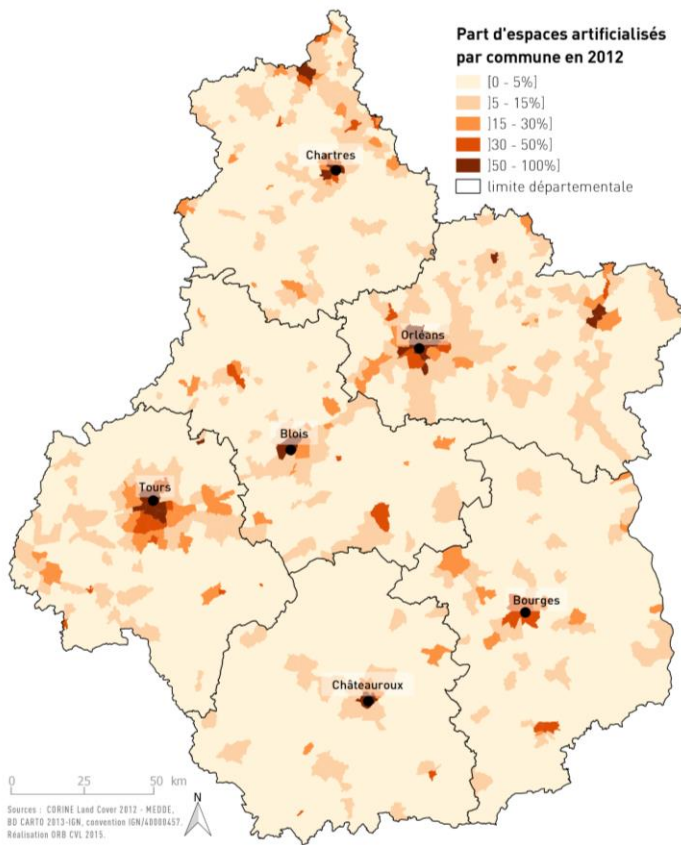 Part d'espaces artificialisés
par commune en 2012
[0 - 5%]
]5 - 15%]
]15 - 30%]
]30 - 50%]
]50 - 100%]
limite départementale
Chartres
Orléans
Blois
Tours
Bourges
Châteauroux
0 25 50 km
N
Sources : CORINE Land Cover 2012 - MEDDE,
BD CARTO 2013-IGN, convention IGN/40000457.
Réalisation ORB CVL 2015.